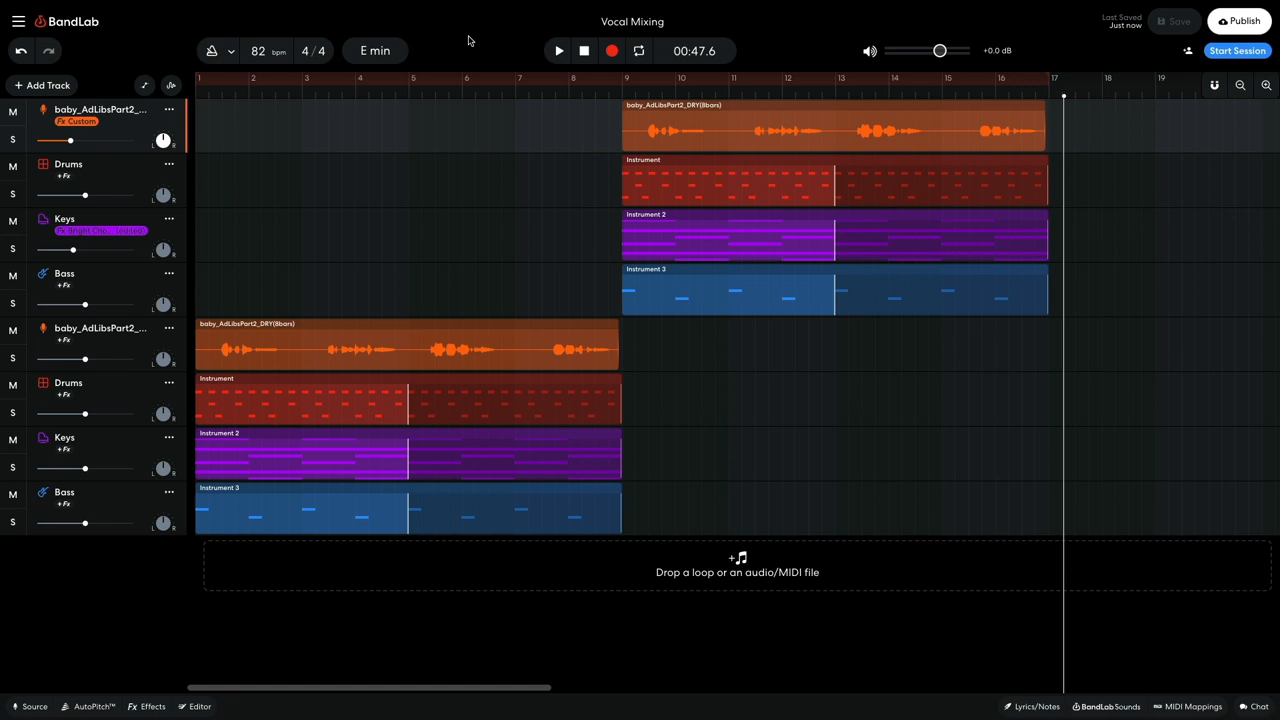 BandLab
Vocal Mixing
Last Saved
Just now
Save
Publish
82 bpm
4/4
E min
00:47.6
+0.0 dB
Start Session
+ Add Track
1 2 3 4 5 6 7 8 9 10 11 12 13 14 15 16 17 18 19
M
baby_AdLibsPart2_...
Fx Custom
S
L R
baby_AdLibsPart2_DRY(8bars)
M
Drums
+Fx
S
L R
Instrument
M
Keys
Fx Bright Cho... (edited)
S
L R
Instrument 2
M
Bass
+Fx
S
L R
Instrument 3
M
baby_AdLibsPart2_...
+Fx
S
L R
baby_AdLibsPart2_DRY(8bars)
M
Drums
+Fx
S
L R
Instrument
M
Keys
+Fx
S
L R
Instrument 2
M
Bass
+Fx
S
L R
Instrument 3
Drop a loop or an audio/MIDI file
Source
AutoPitch™
Fx Effects
Editor
Lyrics/Notes
BandLab Sounds
MIDI Mappings
Chat